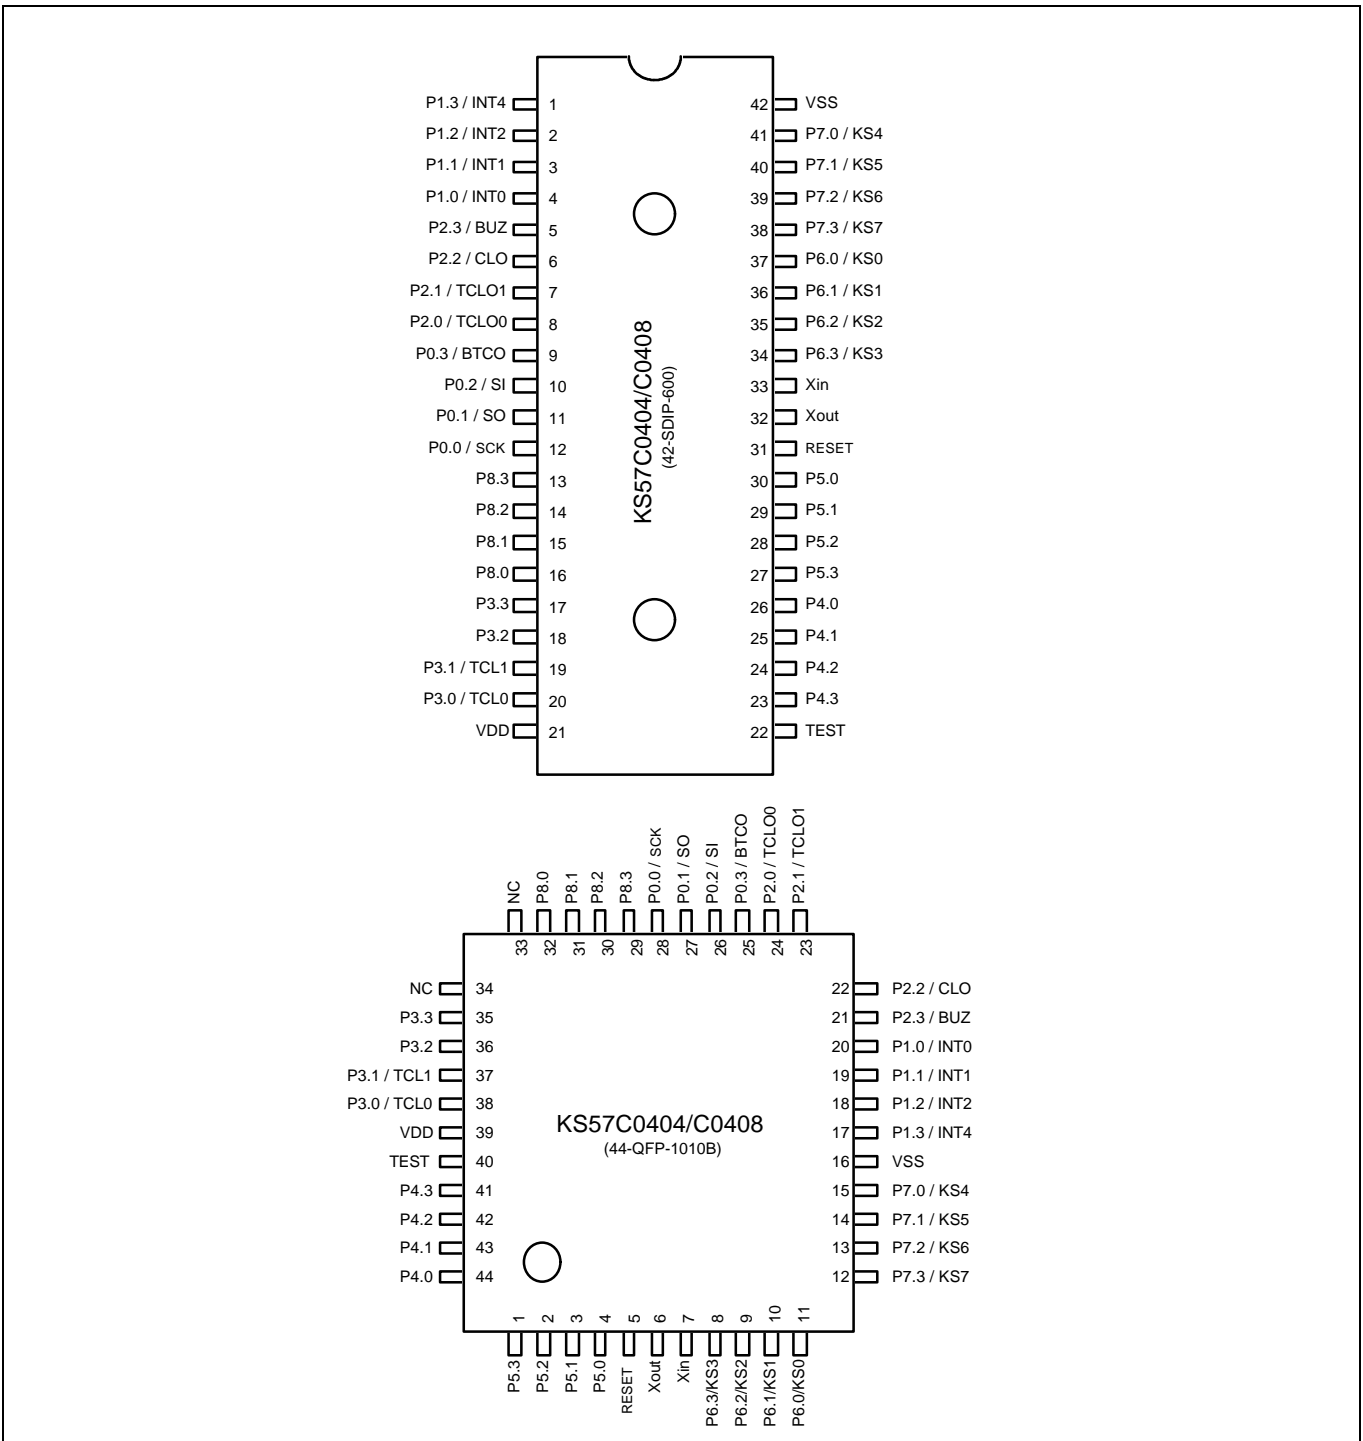 P1.3 / INT4 1 42 VSS
P1.2 / INT2 2 41 P7.0 / KS4
P1.1 / INT1 3 40 P7.1 / KS5
P1.0 / INT0 4 39 P7.2 / KS6
P2.3 / BUZ 5 38 P7.3 / KS7
P2.2 / CLO 6 37 P6.0 / KS0
P2.1 / TCLO1 7 36 P6.1 / KS1
P2.0 / TCLO0 8 35 P6.2 / KS2
P0.3 / BTCO 9 34 P6.3 / KS3
P0.2 / SI 10 33 Xin
P0.1 / SO 11 32 Xout
P0.0 / SCK 12 31 RESET
P8.3 13 30 P5.0
P8.2 14 29 P5.1
P8.1 15 28 P5.2
P8.0 16 27 P5.3
P3.3 17 26 P4.0
P3.2 18 25 P4.1
P3.1 / TCL1 19 24 P4.2
P3.0 / TCL0 20 23 P4.3
VDD 21 22 TEST
KS57C0404/C0408
(42-SDIP-600)
NC P8.0 P8.1 P8.2 P8.3 P0.0 / SCK P0.1 / SO P0.2 / SI P0.3 / BTCO P2.0 / TCLO0 P2.1 / TCLO1
33 32 31 30 29 28 27 26 25 24 23
NC 34 22 P2.2 / CLO
P3.3 35 21 P2.3 / BUZ
P3.2 36 20 P1.0 / INT0
P3.1 / TCL1 37 19 P1.1 / INT1
P3.0 / TCL0 38 18 P1.2 / INT2
VDD 39 17 P1.3 / INT4
TEST 40 16 VSS
P4.3 41 15 P7.0 / KS4
P4.2 42 14 P7.1 / KS5
P4.1 43 13 P7.2 / KS6
P4.0 44 12 P7.3 / KS7
KS57C0404/C0408
(44-QFP-1010B)
1 2 3 4 5 6 7 8 9 10 11
P5.3 P5.2 P5.1 P5.0 RESET Xout Xin P6.3/KS3 P6.2/KS2 P6.1/KS1 P6.0/KS0